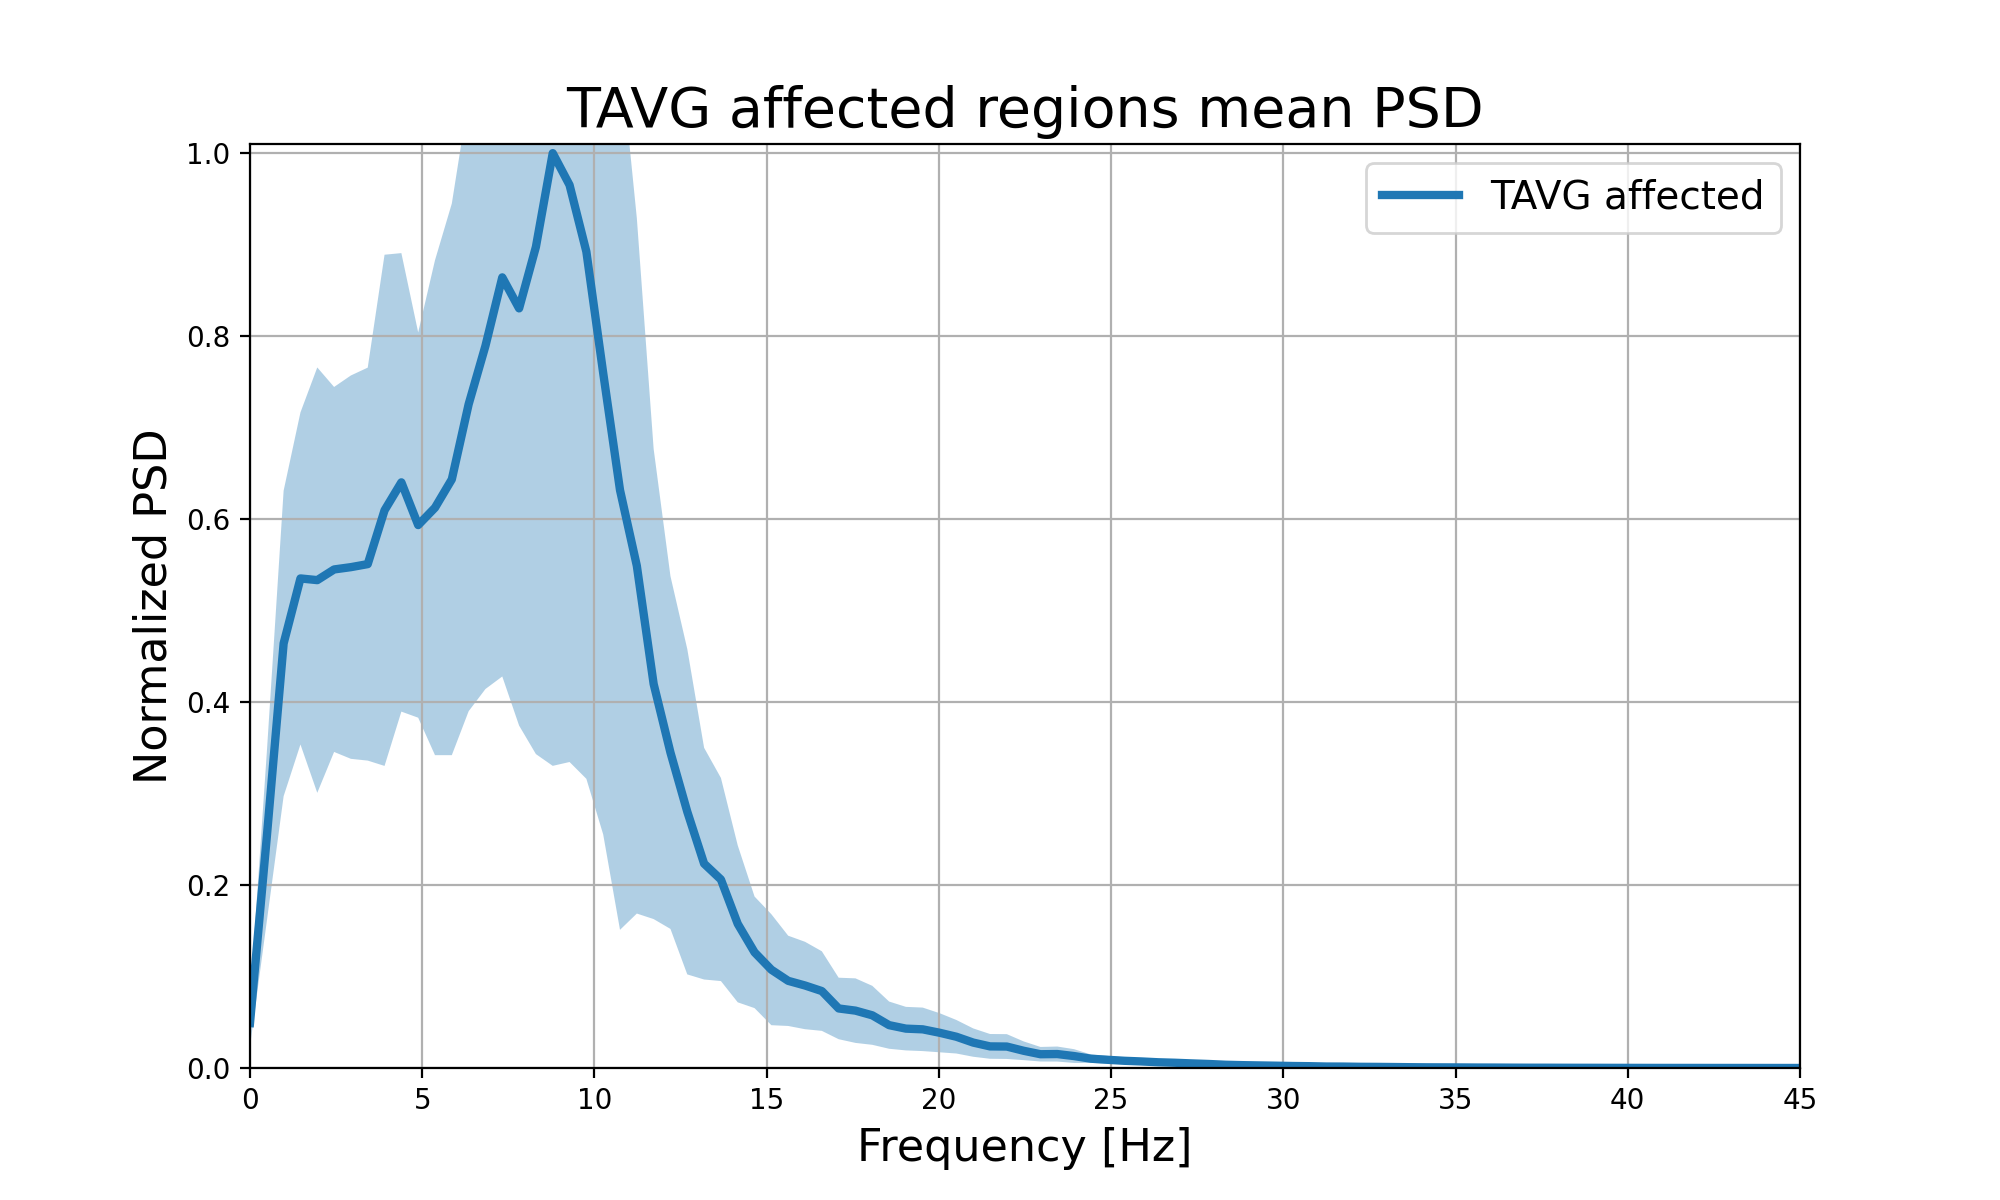 TAVG affected regions mean PSD
TAVG affected
Normalized PSD
1.0
0.8
0.6
0.4
0.2
0.0
0 5 10 15 20 25 30 35 40 45
Frequency [Hz]